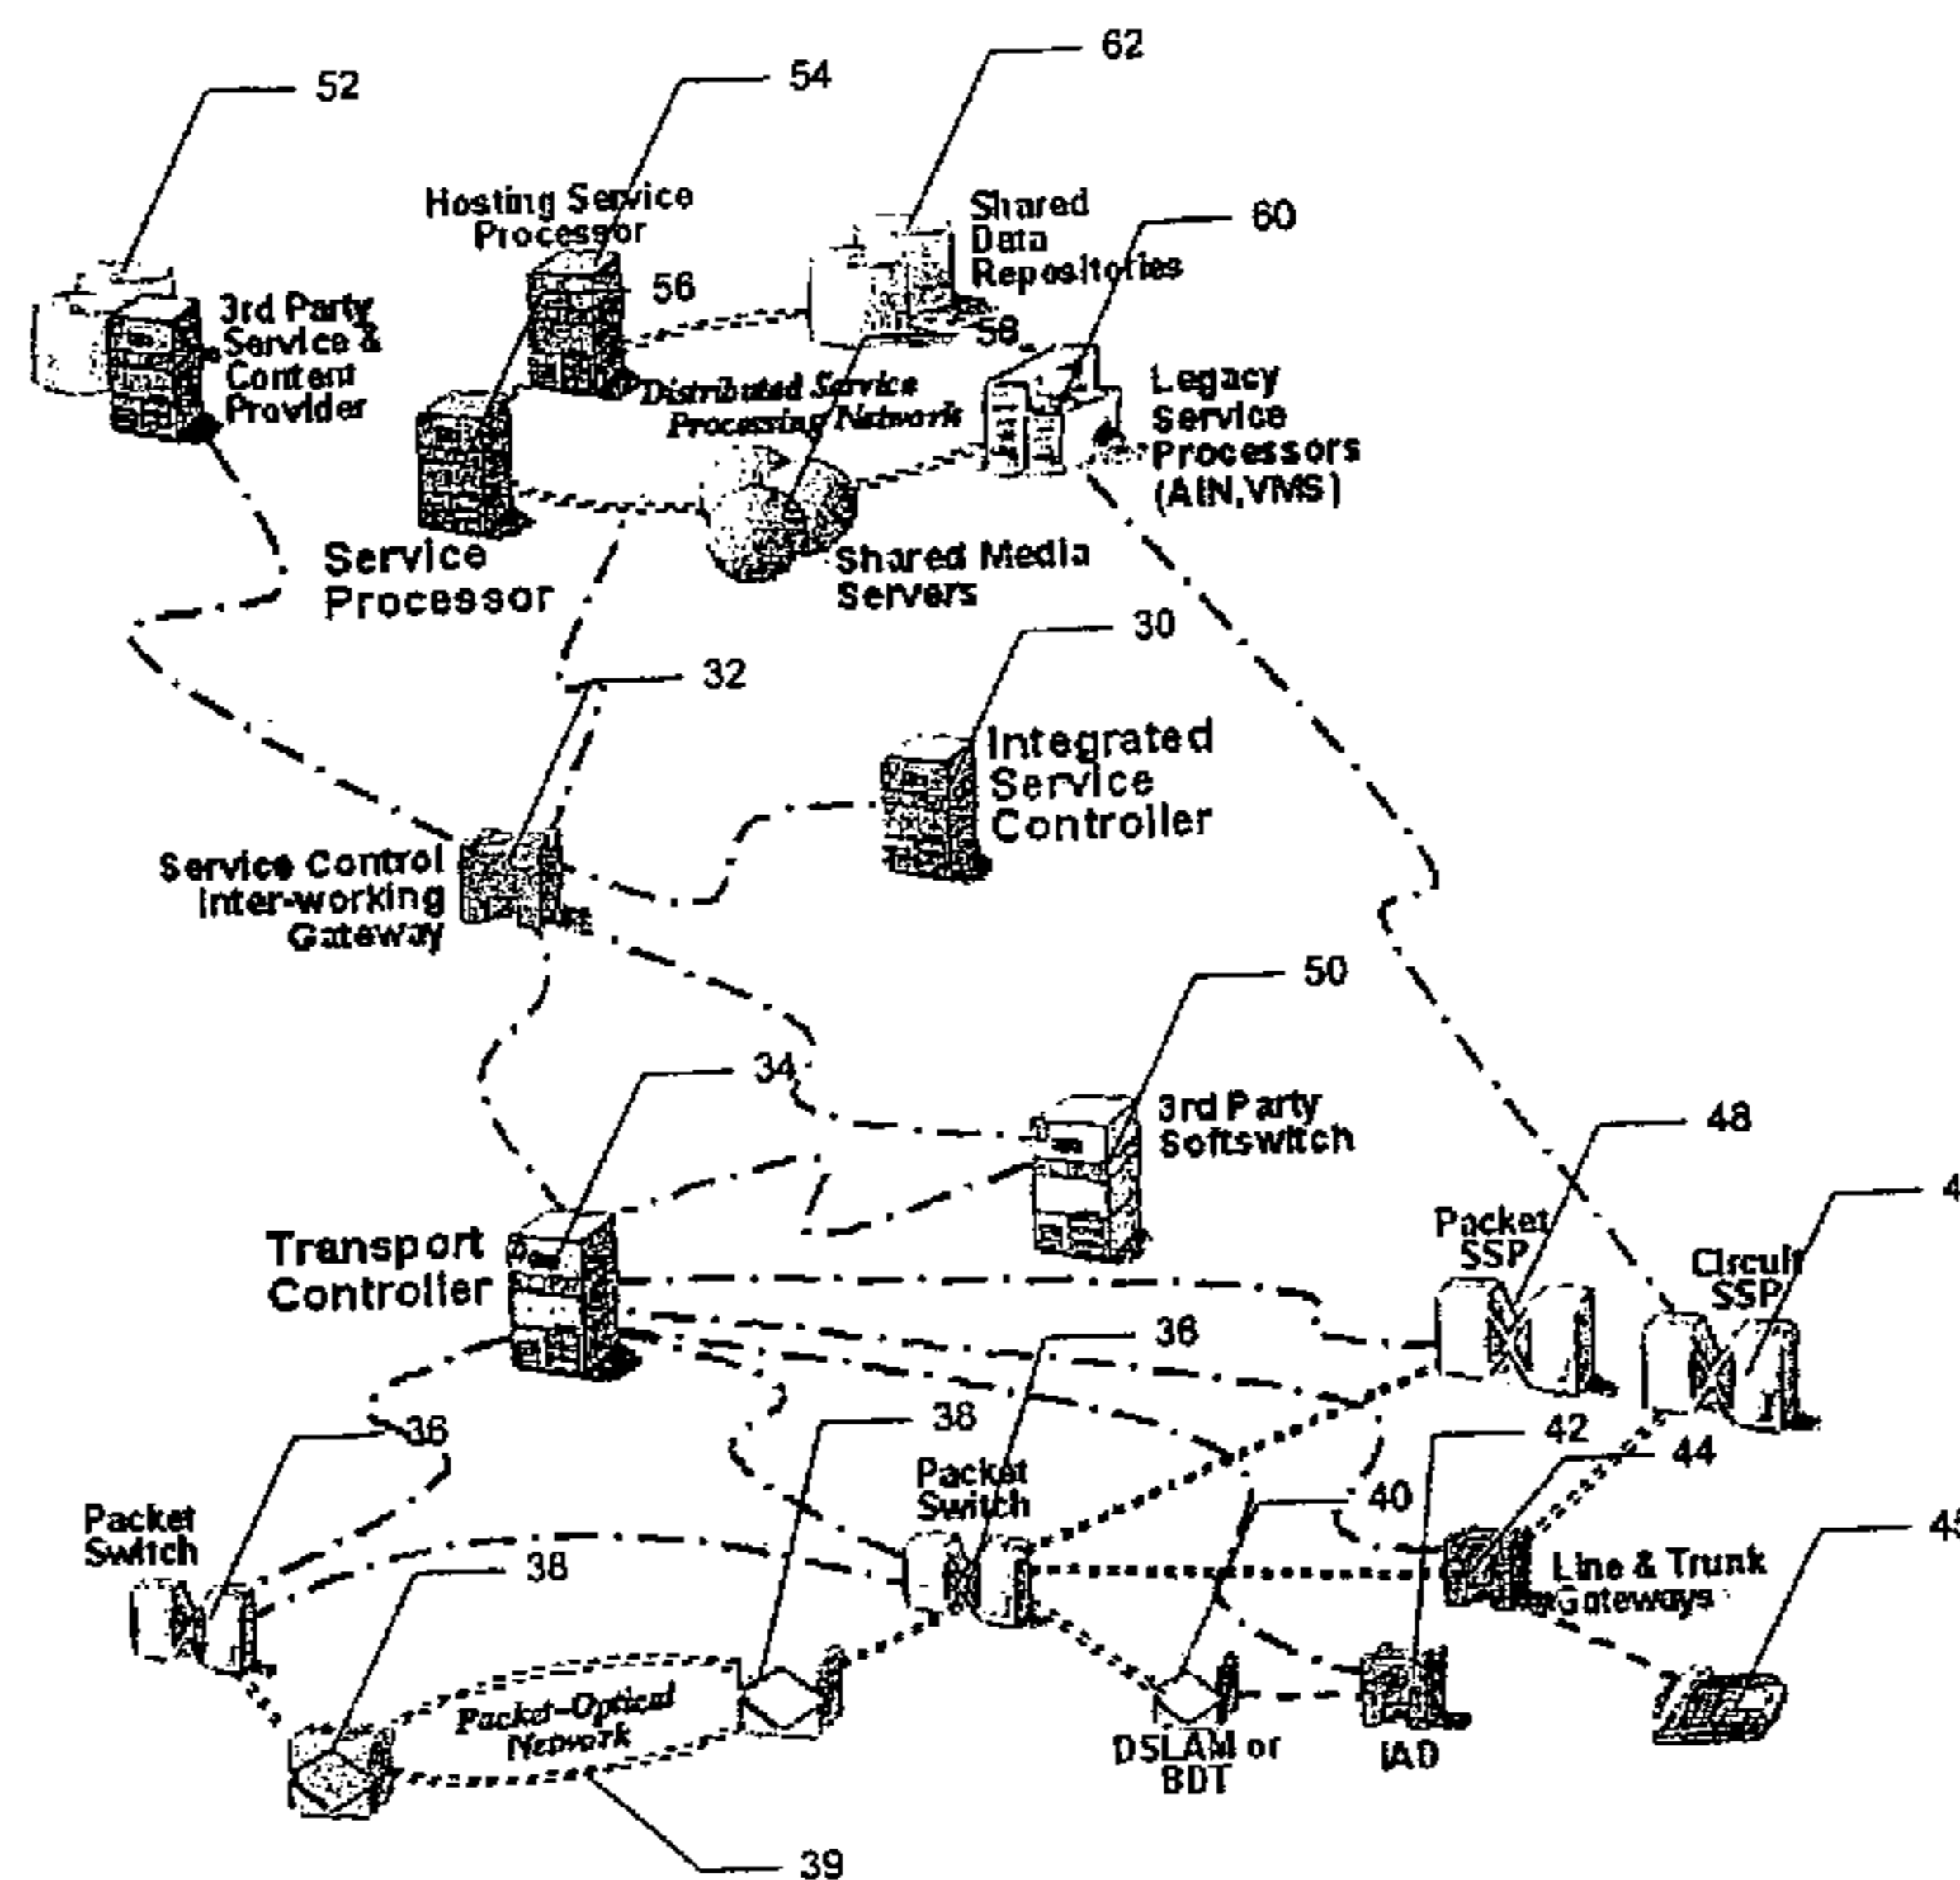 62
54
52
Hosting Service
Processor
Shared
Data
Repositories
60
56
3rd Party
Service &
Content
Provider
58
Distributed Service
Processing Network
Legacy
Service
Processors
(AIN,VMS)
Service
Processor
Shared Media
Servers
30
32
Integrated
Service
Controller
Service Control
Inter-working
Gateway
50
34
3rd Party
Softswitch
48
Packet
SSP
Circuit
SSP
Transport
Controller
36
38
36
42
44
Packet
Switch
40
Packet
Switch
38
Line & Trunk
Gateways
Packet-Optical
Network
DSLAM or
BDT
IAD
39